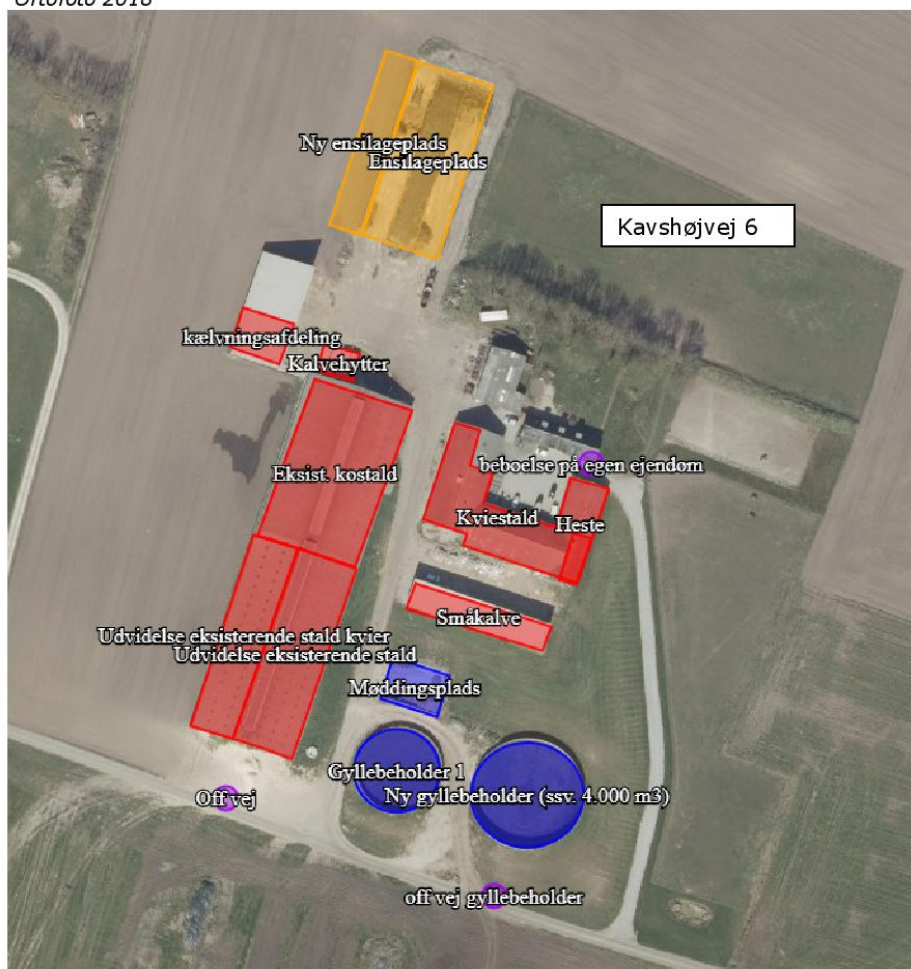 Ortofoto 2018
Ny ensilageplads
Ensilageplads
Kavshøjvej 6
kælvningsafdeling
Kalvehytter
Eksist. kostald
beboelse på egen ejendom
Kviestald
Heste
Småkalve
Udvidelse eksisterende stald kvier
Udvidelse eksisterende stald
Møddingsplads
Gyllebeholder 1
Ny gyllebeholder (ssv. 4.000 m3)
Off vej
off vej gyllebeholder